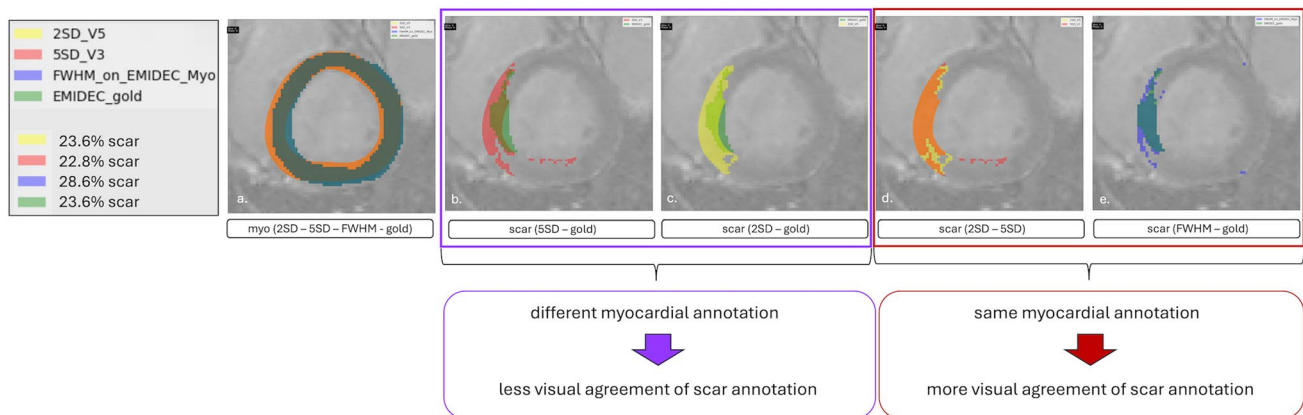 2SD_V5
5SD_V3
FWHM_on_EMIDEC_Myo
EMIDEC_gold
23.6% scar
22.8% scar
28.6% scar
23.6% scar
a.
b.
c.
d.
e.
myo (2SD – 5SD – FWHM - gold)
scar (5SD – gold)
scar (2SD – gold)
scar (2SD – 5SD)
scar (FWHM – gold)
different myocardial annotation
less visual agreement of scar annotation
same myocardial annotation
more visual agreement of scar annotation